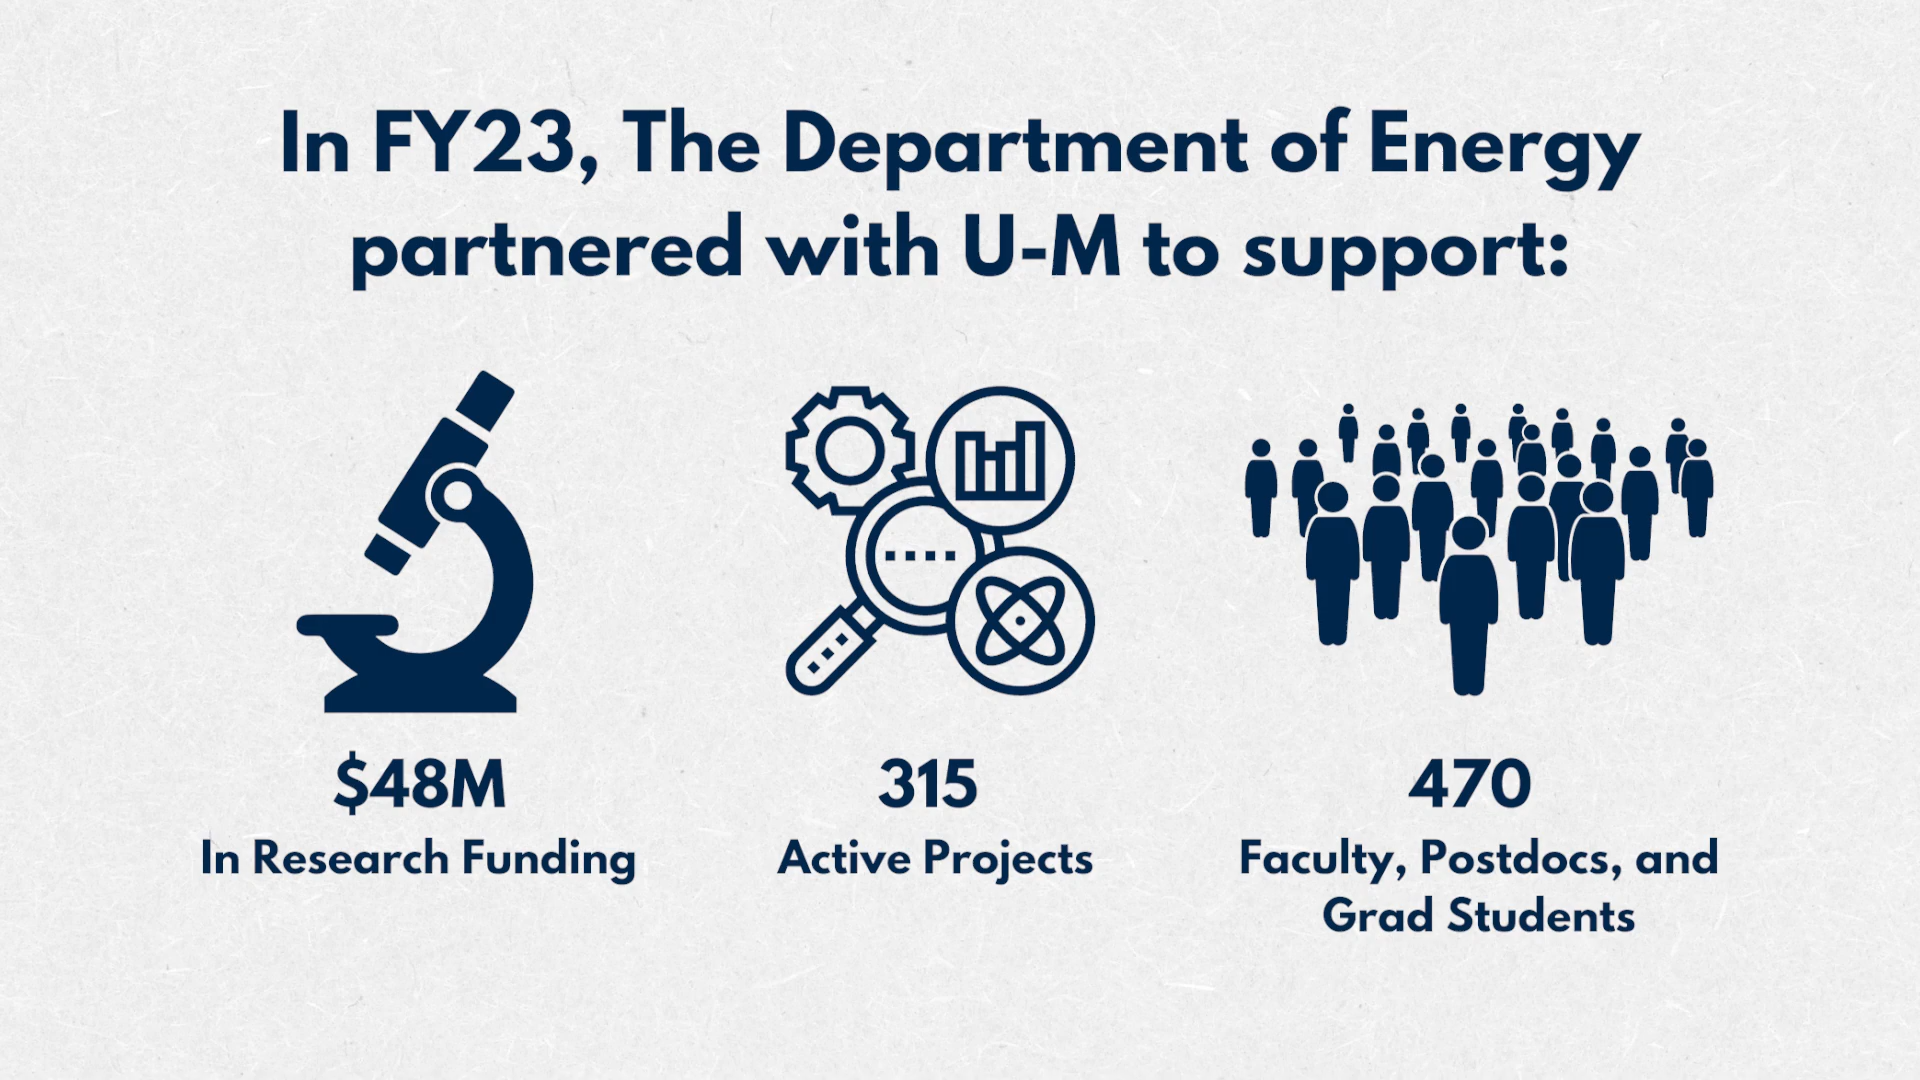 In FY23, The Department of Energy
partnered with U-M to support:
$48M
In Research Funding
315
Active Projects
470
Faculty, Postdocs, and
Grad Students